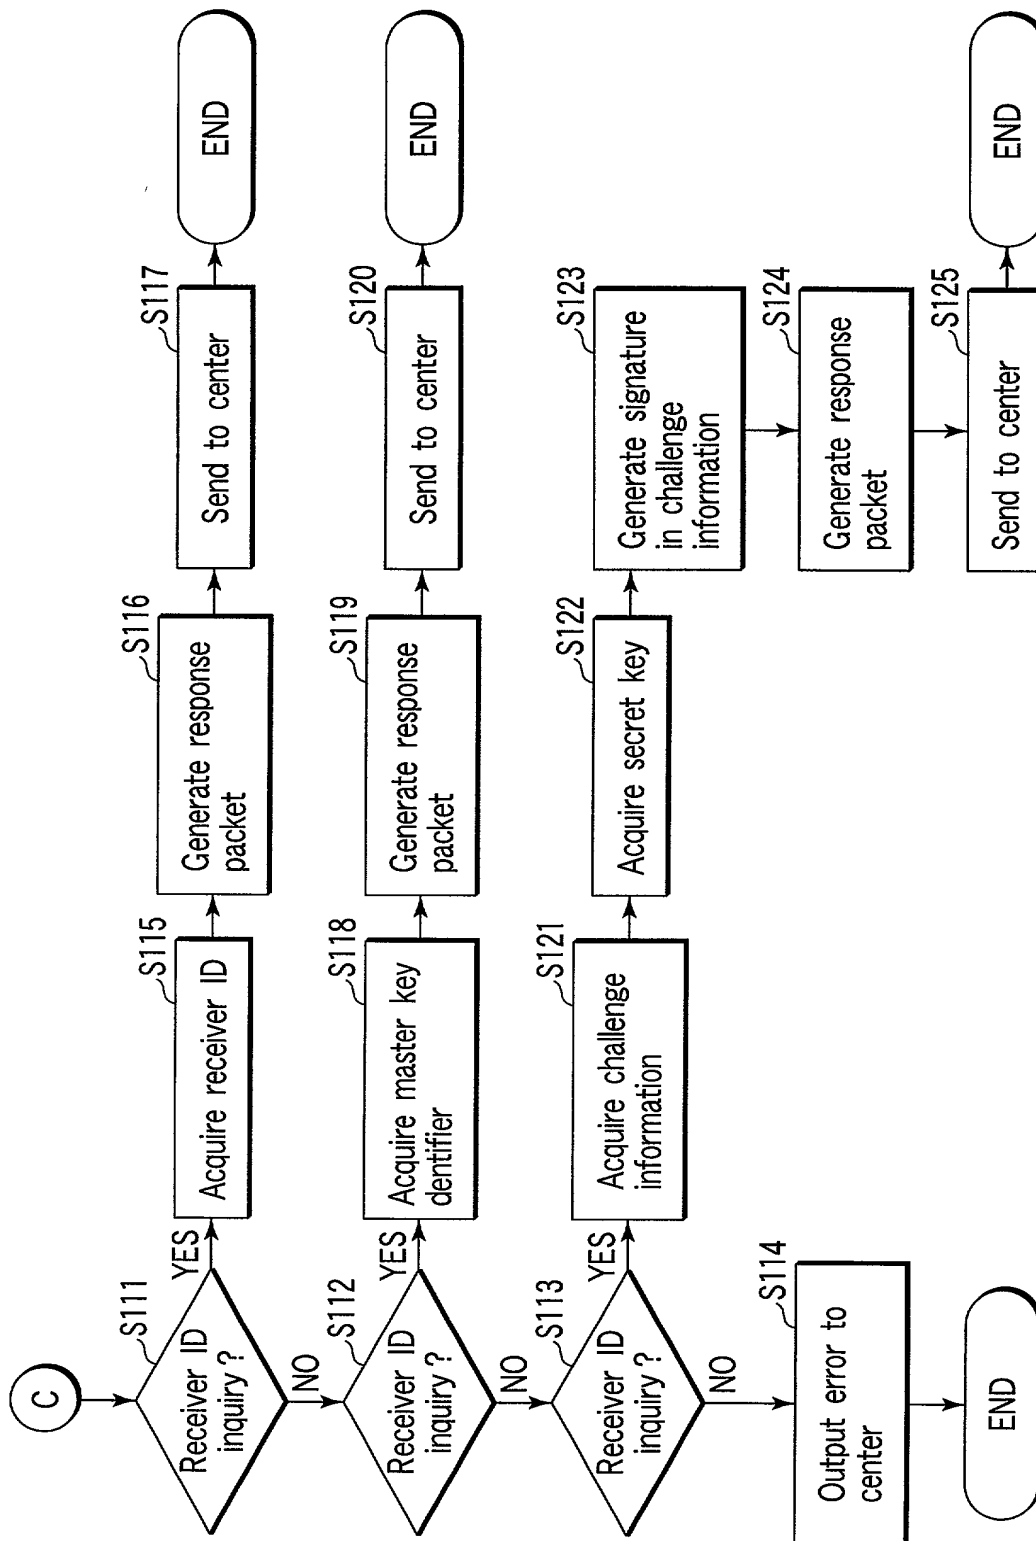 C
S111
Receiver ID
inquiry?
YES
NO
S115
Acquire receiver ID
S116
Generate response
packet
S117
Send to center
END
S112
Receiver ID
inquiry?
YES
NO
S118
Acquire master key
dentifier
S119
Generate response
packet
S120
Send to center
END
S113
Receiver ID
inquiry?
YES
NO
S121
Acquire challenge
information
S122
Acquire secret key
S123
Generate signature
in challenge
information
S124
Generate response
packet
S125
Send to center
END
S114
Output error to
center
END